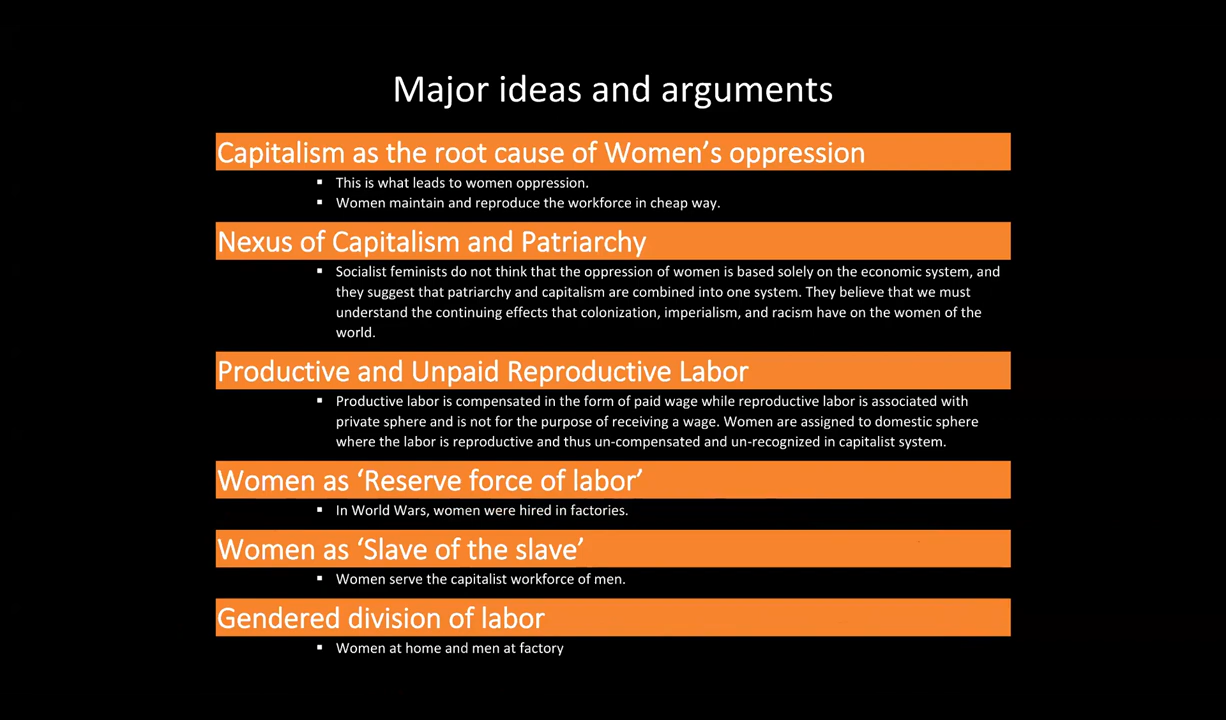 Major ideas and arguments
Capitalism as the root cause of Women’s oppression
▪ This is what leads to women oppression.
▪ Women maintain and reproduce the workforce in cheap way.
Nexus of Capitalism and Patriarchy
▪ Socialist feminists do not think that the oppression of women is based solely on the economic system, and
they suggest that patriarchy and capitalism are combined into one system. They believe that we must
understand the continuing effects that colonization, imperialism, and racism have on the women of the
world.
Productive and Unpaid Reproductive Labor
▪ Productive labor is compensated in the form of paid wage while reproductive labor is associated with
private sphere and is not for the purpose of receiving a wage. Women are assigned to domestic sphere
where the labor is reproductive and thus un-compensated and un-recognized in capitalist system.
Women as ‘Reserve force of labor’
▪ In World Wars, women were hired in factories.
Women as ‘Slave of the slave’
▪ Women serve the capitalist workforce of men.
Gendered division of labor
▪ Women at home and men at factory